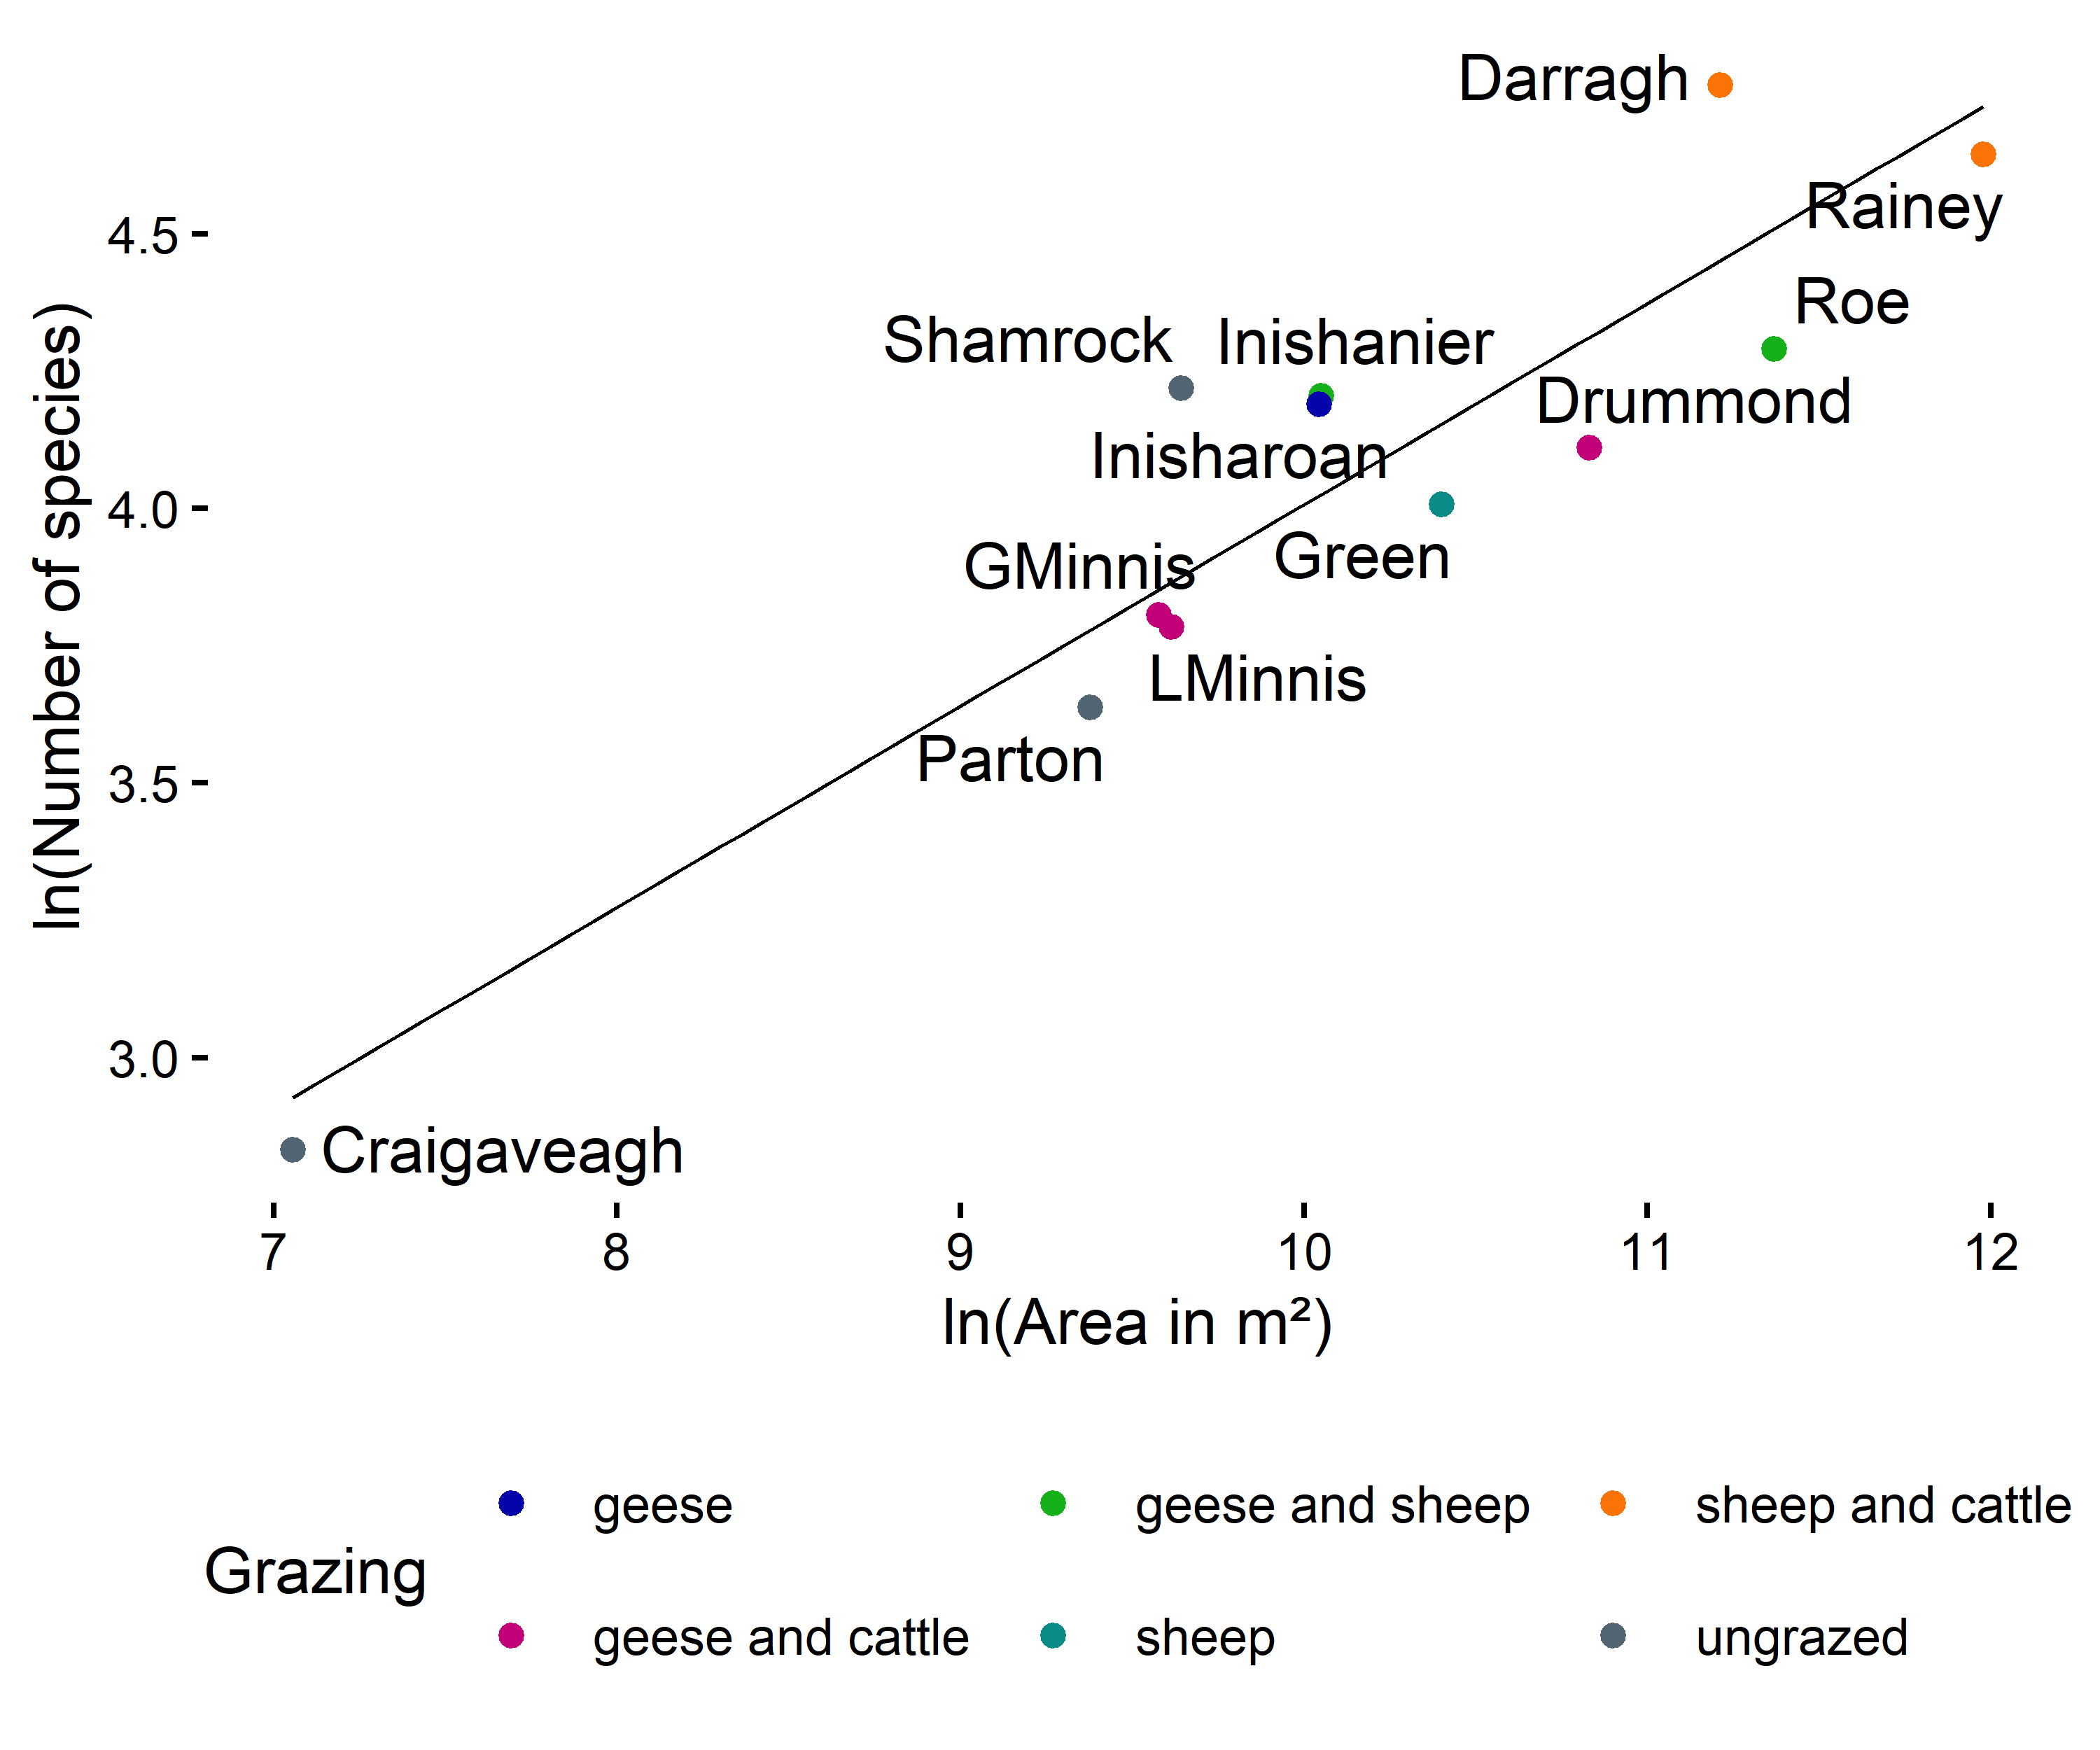 Darragh
Rainey
4.5
Roe
Shamrock
Inishanier
Drummond
Inisharoan
4.0
GMinnis
Green
LMinnis
Parton
3.5
3.0
Craigaveagh
ln(Number of species)
7 8 9 10 11 12
ln(Area in m²)
Grazing
geese
geese and sheep
sheep and cattle
geese and cattle
sheep
ungrazed